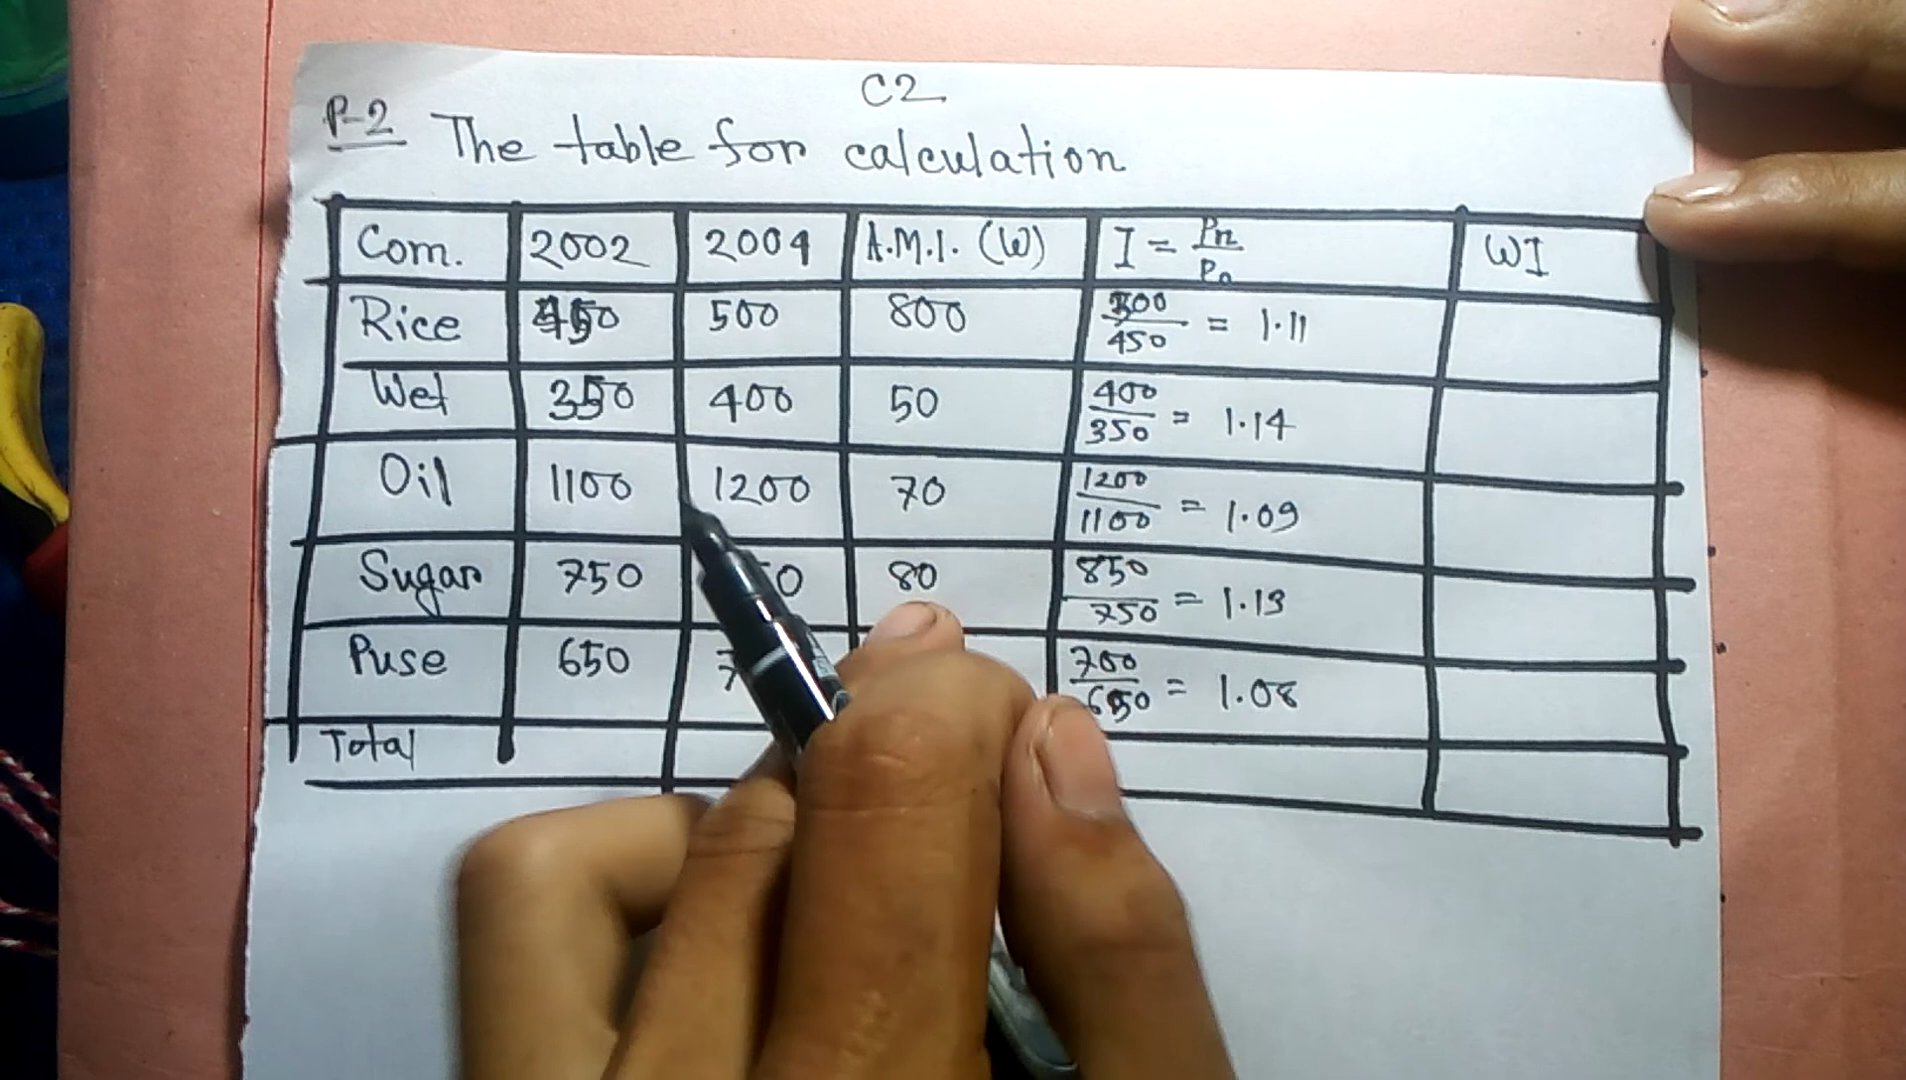 C2
P-2 The table for calculation
Com. 2002 2004 A.M.I. (W) I = Pn/Po WI
Rice 450 500 800 500/450 = 1.11
Wet 350 400 50 400/350 = 1.14
Oil 1100 1200 70 1200/1100 = 1.09
Sugar 750 50 80 850/750 = 1.13
Puse 650 7 700/650 = 1.08
Total